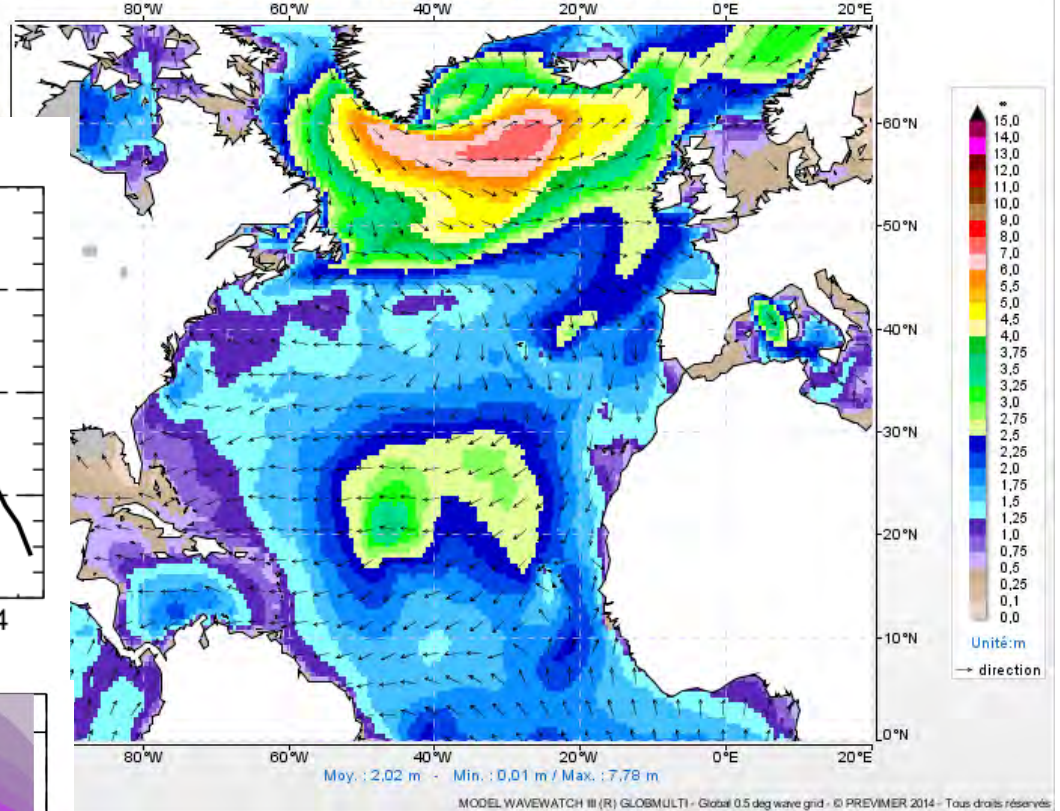 80°W 60°W 40°W 20°W 0°E 20°E
60°N
50°N
40°N
30°N
20°N
10°N
0°N
80°W 60°W 40°W 20°W 0°E 20°E
Moy. : 2,02 m - Min. : 0,01 m / Max. : 7,78 m
∞
15,0
14,0
13,0
12,0
11,0
10,0
9,0
8,0
7,0
6,0
5,5
5,0
4,5
4,0
3,75
3,5
3,25
3,0
2,75
2,5
2,25
2,0
1,75
1,5
1,25
1,0
0,75
0,5
0,25
0,1
0,0
Unité:m
→ direction
4
MODEL WAVEWATCH III (R) GLOBMULTI - Global 0.5 deg wave grid - © PREVIMER 2014 - Tous droits réservés